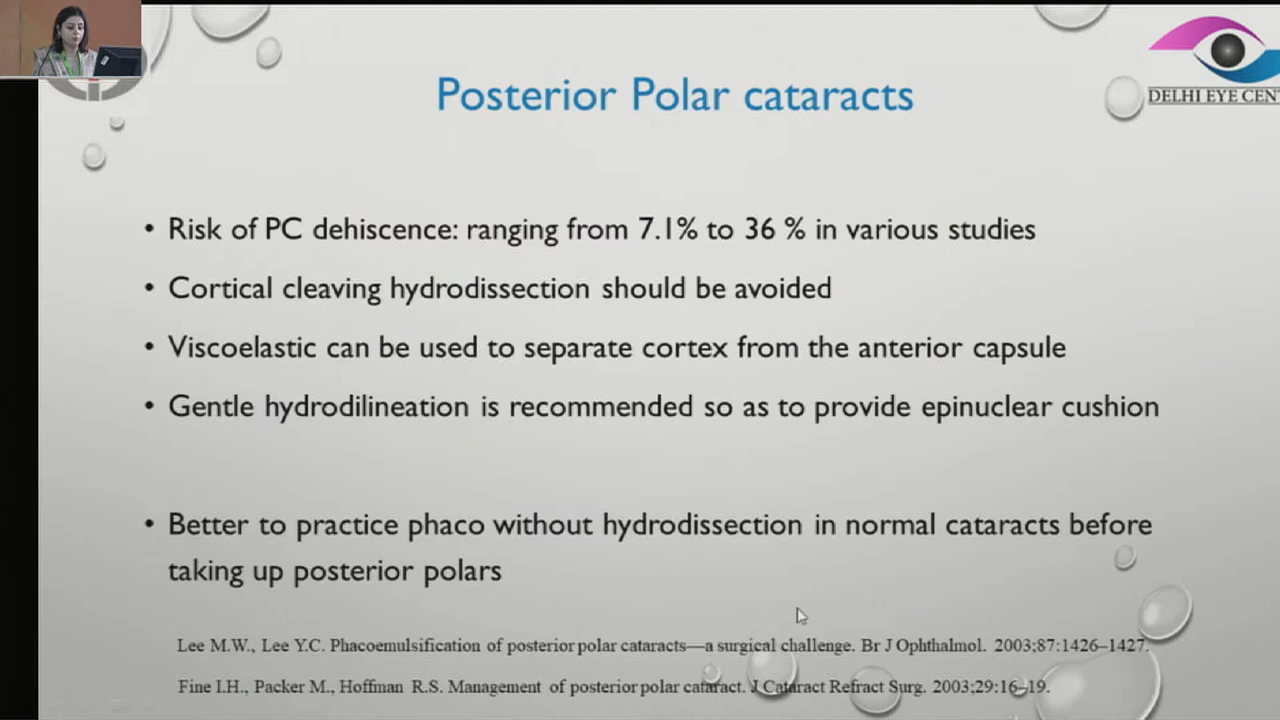 Posterior Polar cataracts
DELHI EYE CENT
• Risk of PC dehiscence: ranging from 7.1% to 36 % in various studies
• Cortical cleaving hydrodissection should be avoided
• Viscoelastic can be used to separate cortex from the anterior capsule
• Gentle hydrodilineation is recommended so as to provide epinuclear cushion
• Better to practice phaco without hydrodissection in normal cataracts before
taking up posterior polars
Lee M.W., Lee Y.C. Phacoemulsification of posterior polar cataracts—a surgical challenge. Br J Ophthalmol. 2003;87:1426–1427.
Fine I.H., Packer M., Hoffman R.S. Management of posterior polar cataract. J Cataract Refract Surg. 2003;29:16–19.